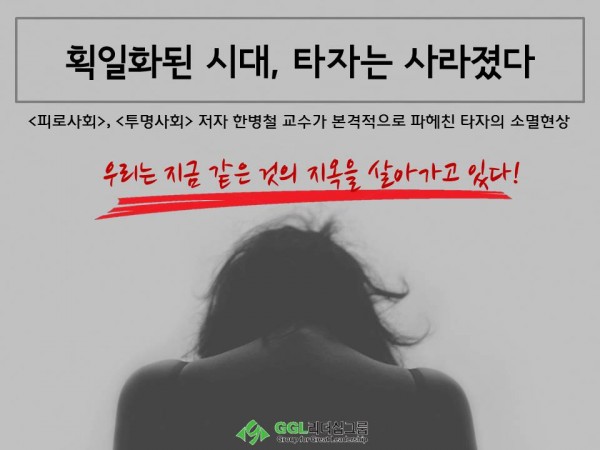 획일화된 시대, 타자는 사라졌다
<피로사회>, <투명사회> 저자 한병철 교수가 본격적으로 파헤친 타자의 소멸현상
우리는 지금 같은 것의 지옥을 살아가고 있다!
GGL리더십그룹
Group for Great Leadership